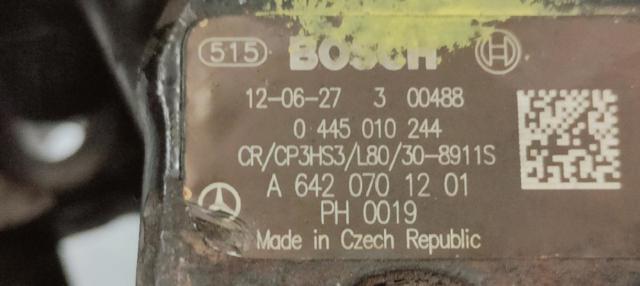 515 BOSCH
12-06-27 3 00488
0 445 010 244
CR/CP3HS3/L80/30-8911S
A 642 070 12 01
PH 0019
Made in Czech Republic